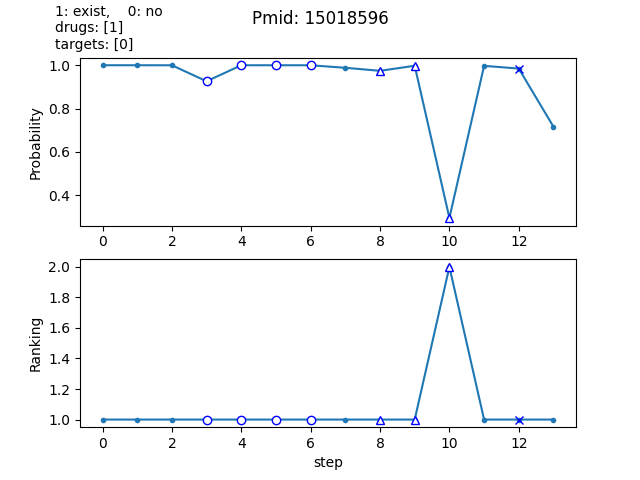 1: exist,    0: no
Pmid: 15018596
drugs: [1]
targets: [0]
1.0
0.8
0.6
0.4
Probability
0 2 4 6 8 10 12
2.0
1.8
1.6
1.4
1.2
1.0
Ranking
0 2 4 6 8 10 12
step